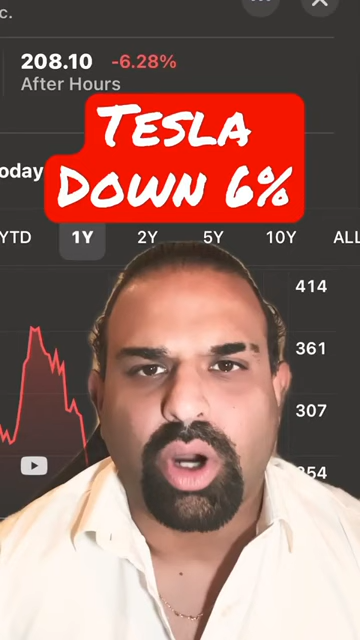 c.
208.10 -6.28%
After Hours
TESLA
DOWN 6%
oday
YTD 1Y 2Y 5Y 10Y ALL
414
361
307
254